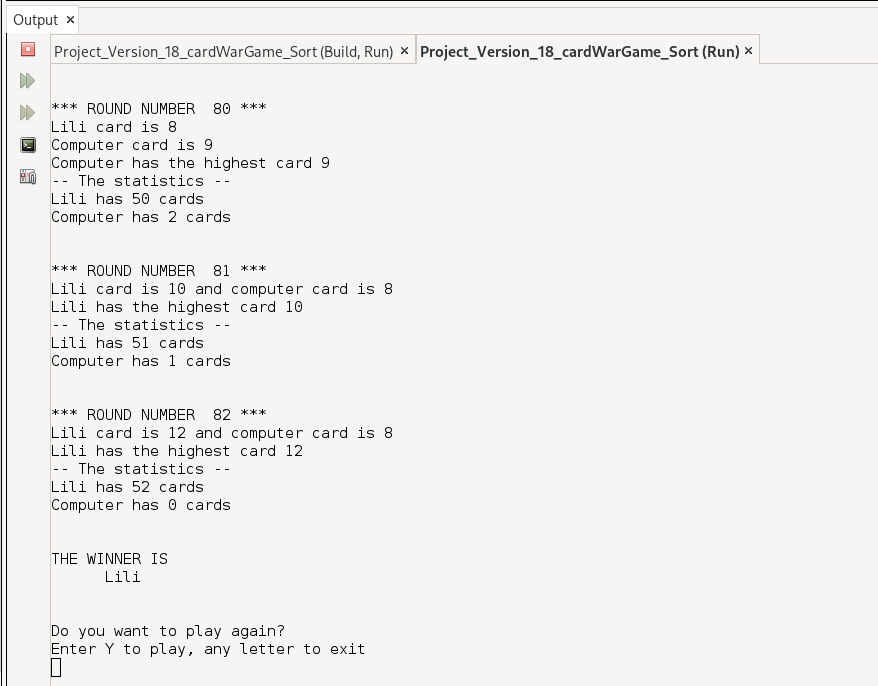 Output ×
Project_Version_18_cardWarGame_Sort (Build, Run) × Project_Version_18_cardWarGame_Sort (Run) ×
*** ROUND NUMBER  80 ***
Lili card is 8
Computer card is 9
Computer has the highest card 9
-- The statistics --
Lili has 50 cards
Computer has 2 cards
*** ROUND NUMBER  81 ***
Lili card is 10 and computer card is 8
Lili has the highest card 10
-- The statistics --
Lili has 51 cards
Computer has 1 cards
*** ROUND NUMBER  82 ***
Lili card is 12 and computer card is 8
Lili has the highest card 12
-- The statistics --
Lili has 52 cards
Computer has 0 cards
THE WINNER IS
Lili
Do you want to play again?
Enter Y to play, any letter to exit